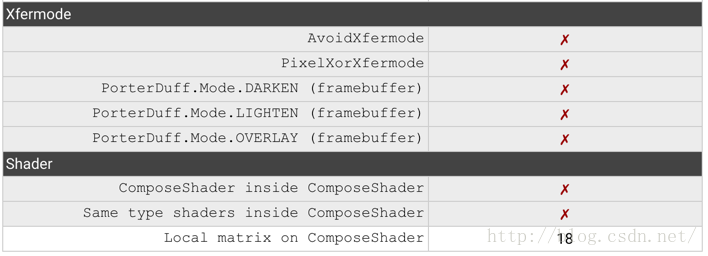 Xfermode
AvoidXfermode ✗
PixelXorXfermode ✗
PorterDuff.Mode.DARKEN (framebuffer) ✗
PorterDuff.Mode.LIGHTEN (framebuffer) ✗
PorterDuff.Mode.OVERLAY (framebuffer) ✗
Shader
ComposeShader inside ComposeShader ✗
Same type shaders inside ComposeShader ✗
Local matrix on ComposeShader 18
http://blog.csdn.net/